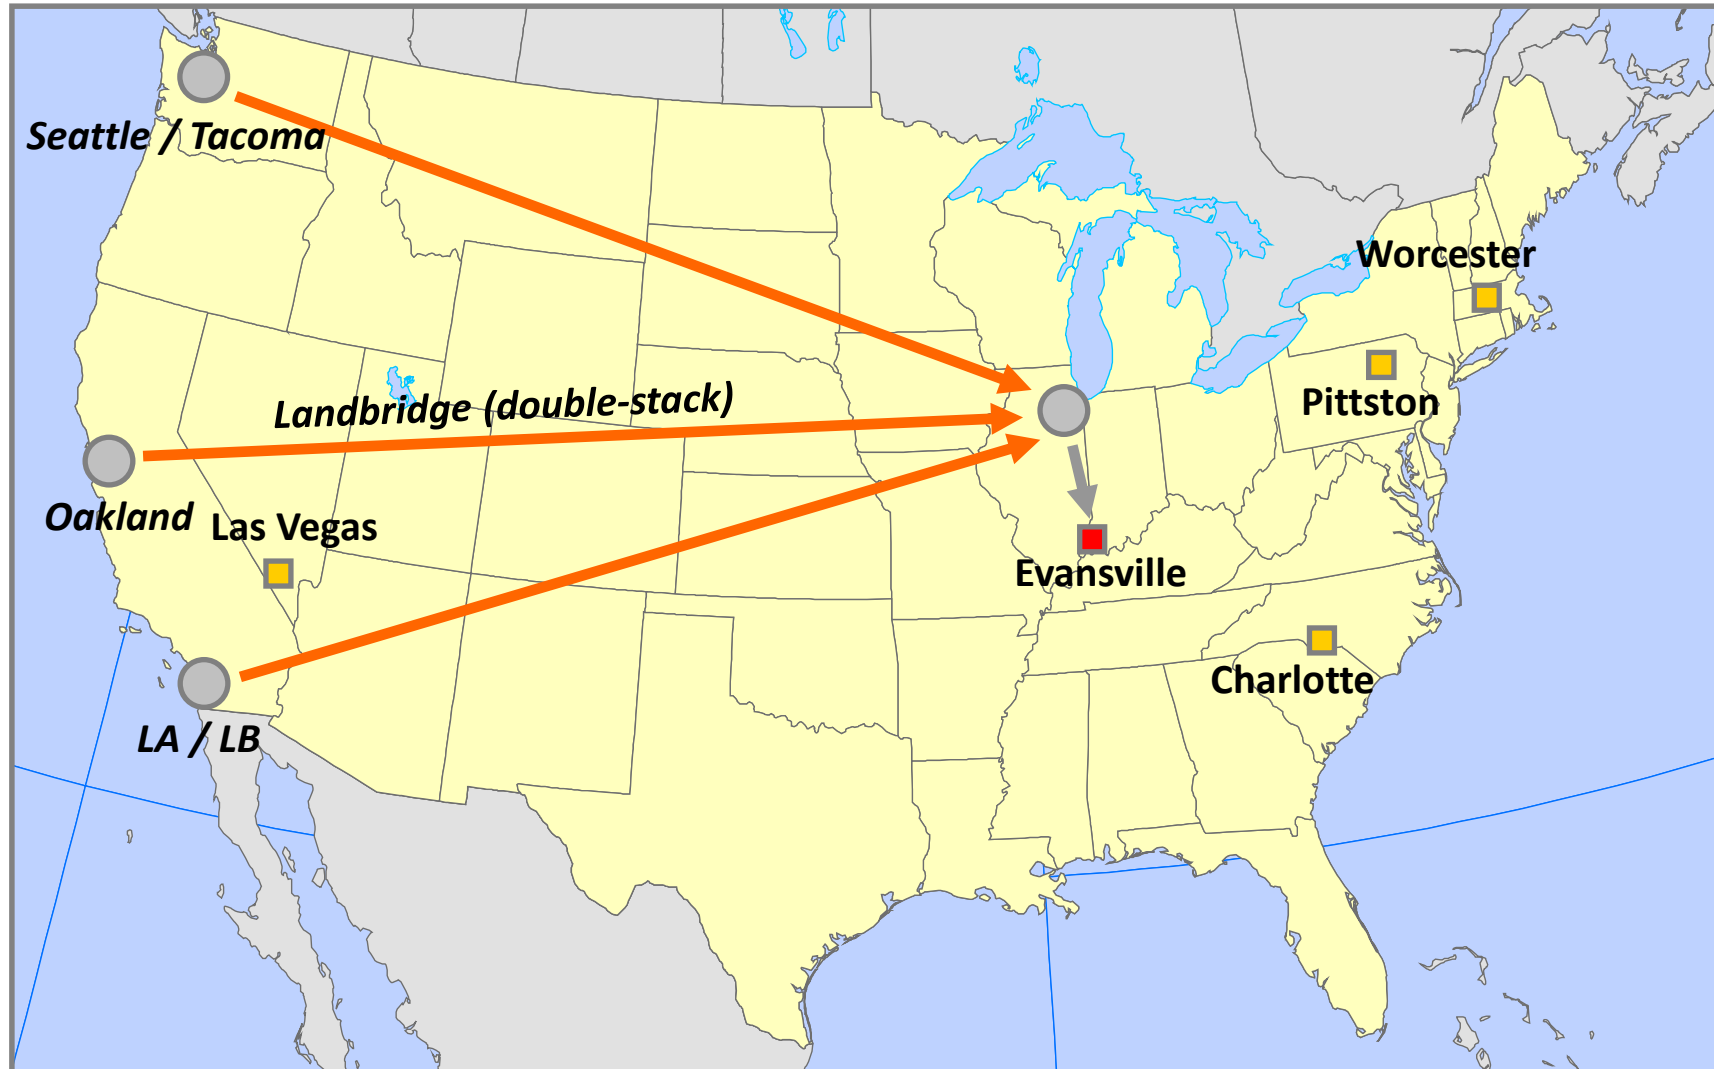 Seattle / Tacoma
Worcester
Landbridge (double-stack)
Pittston
Oakland
Las Vegas
Evansville
Charlotte
LA / LB